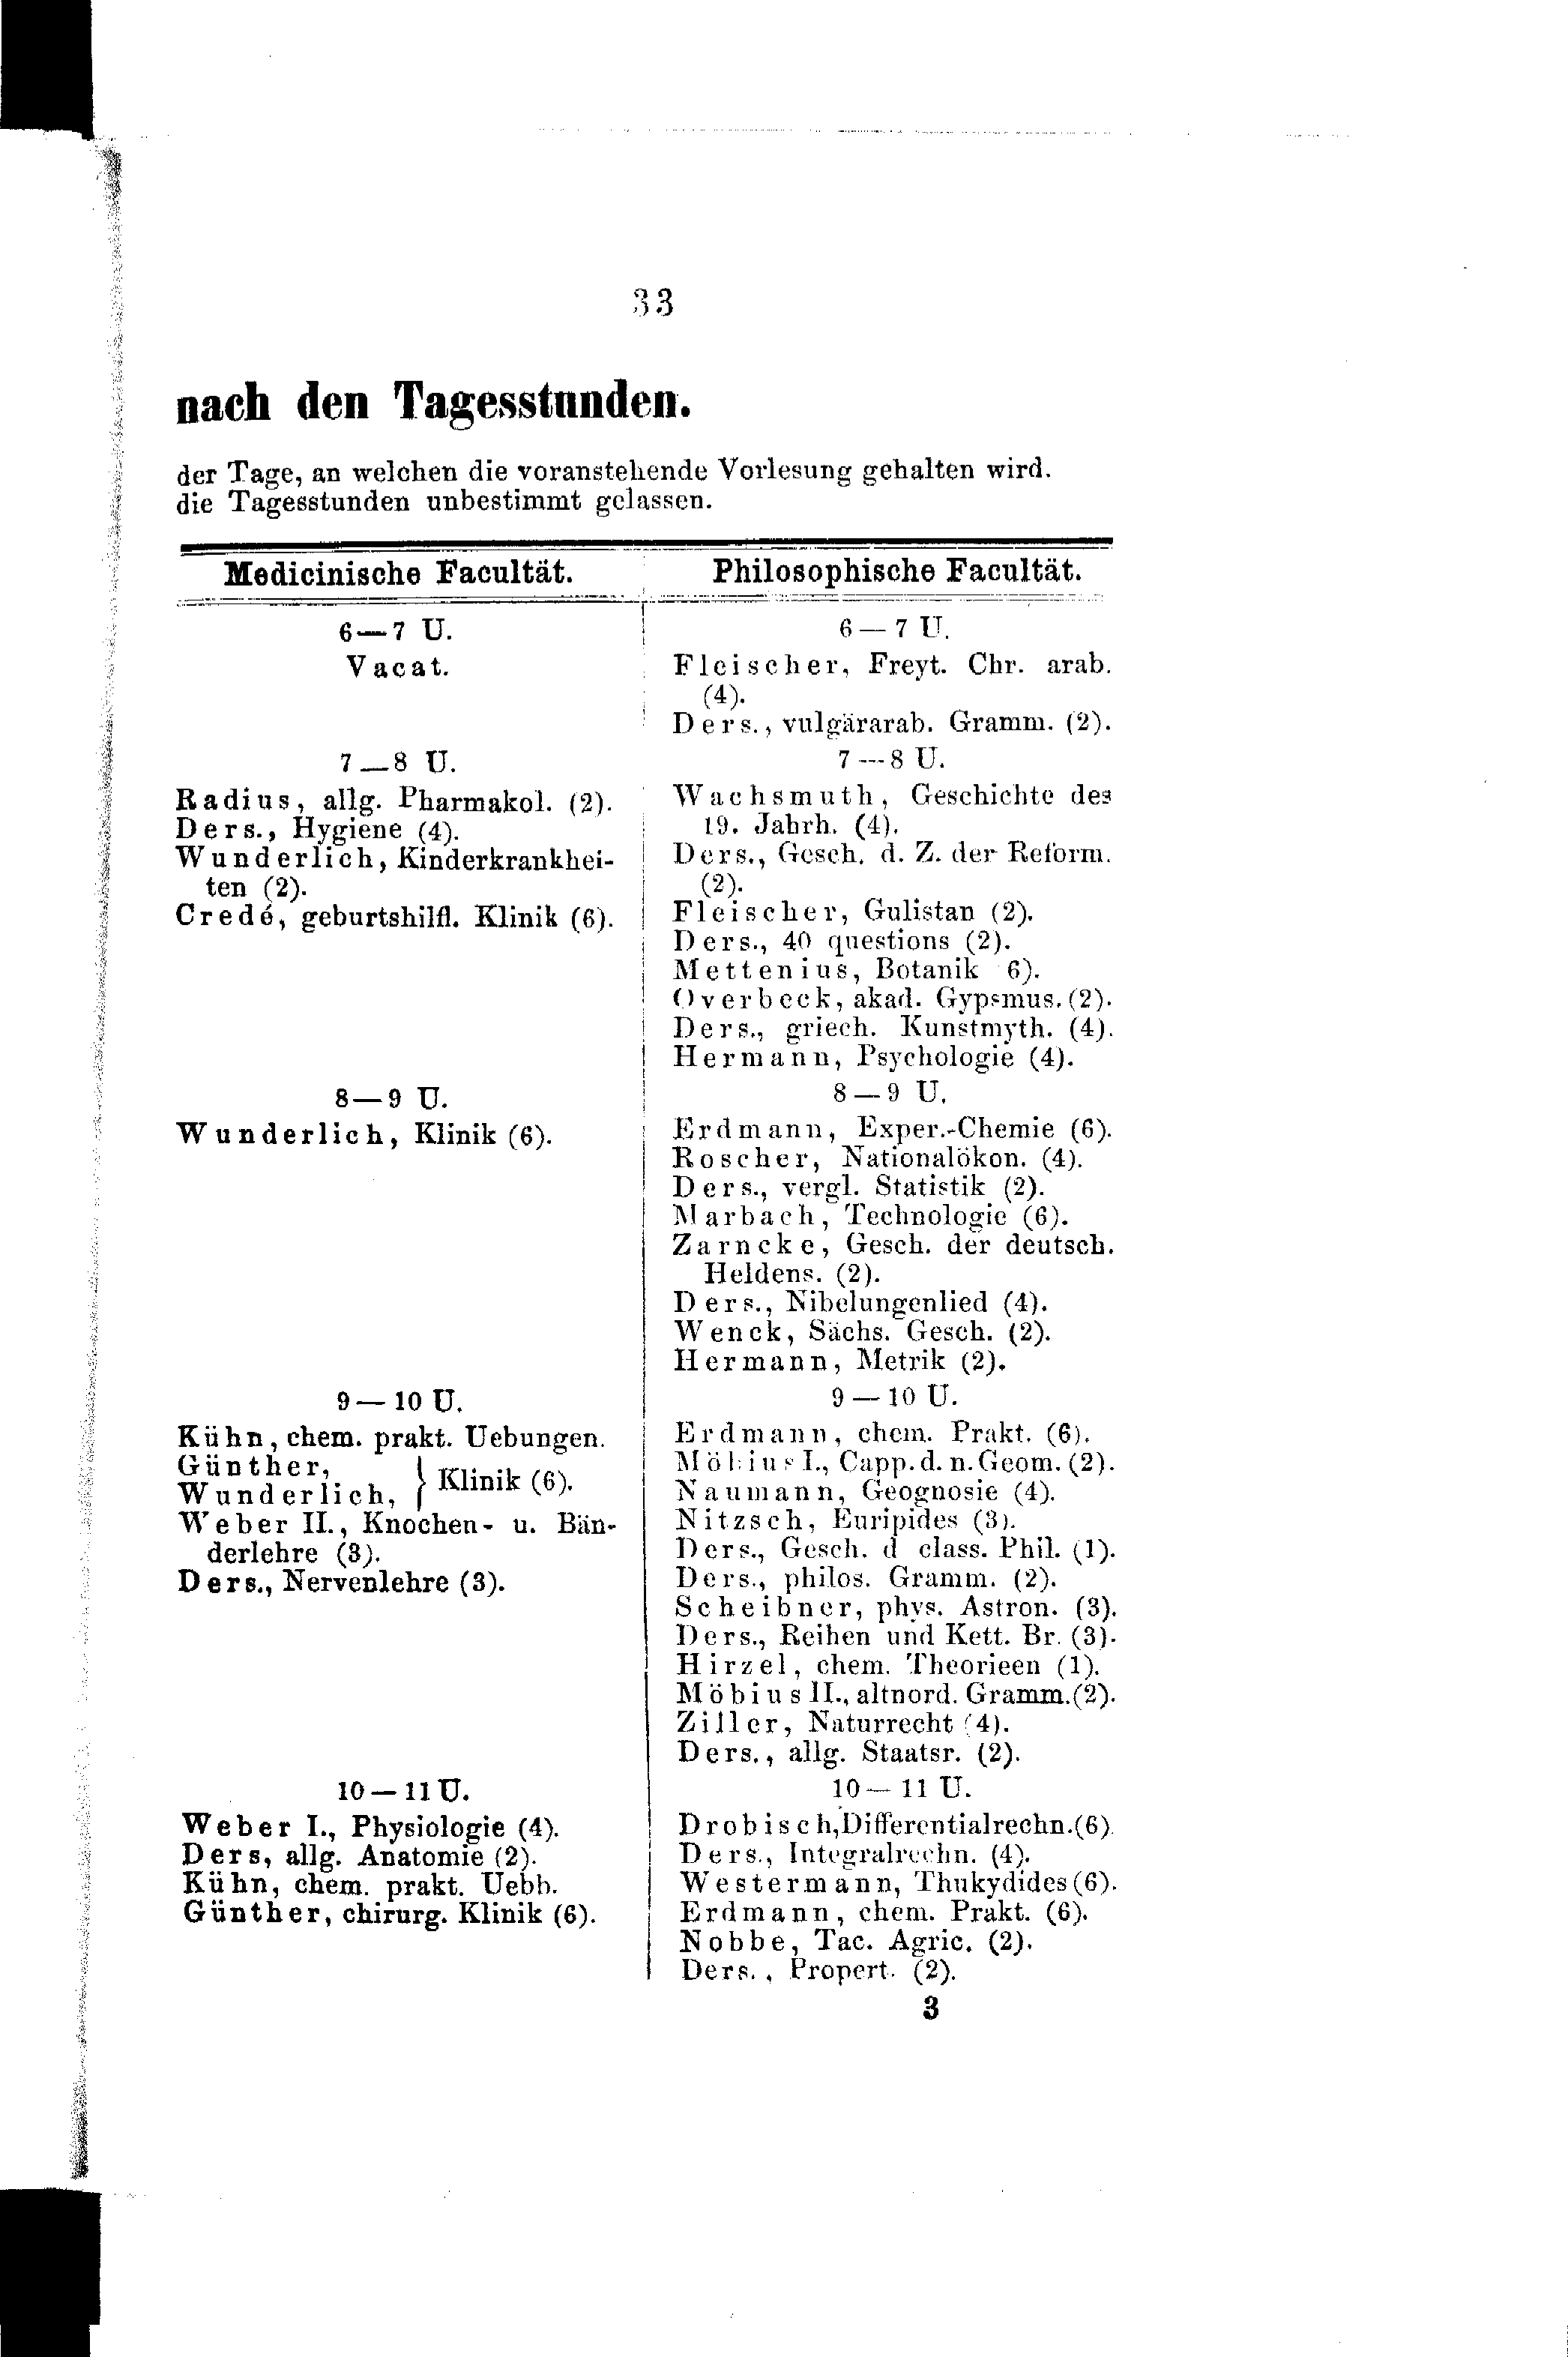 33
nach den Tagesstunden.
der Tage, an welchen die voranstehende Vorlesung gehalten wird.
die Tagesstunden unbestimmt gelassen.
Medicinische Facultät.
6—7 U.
Vacat.
7—8 U.
Radius, allg. Pharmakol. (2).
Ders., Hygiene (4).
Wunderlich, Kinderkrankhei-
ten (2).
Credé, geburtshilfl. Klinik (6).
8—9 U.
Wunderlich, Klinik (6).
9—10 U.
Kühn, chem. prakt. Uebungen.
Günther,
Wunderlich, } Klinik (6).
Weber II., Knochen- u. Bän-
derlehre (3).
Ders., Nervenlehre (3).
10—11 U.
Weber I., Physiologie (4).
Ders, allg. Anatomie (2).
Kühn, chem. prakt. Uebb.
Günther, chirurg. Klinik (6).
Philosophische Facultät.
6—7 U.
Fleischer, Freyt. Chr. arab.
(4).
Ders., vulgärarab. Gramm. (2).
7—8 U.
Wachsmuth, Geschichte des
19. Jahrh. (4).
Ders., Gesch. d. Z. der Reform.
(2).
Fleischer, Gulistan (2).
Ders., 40 questions (2).
Mettenius, Botanik 6).
Overbeck, akad. Gypsmus. (2).
Ders., griech. Kunstmyth. (4).
Hermann, Psychologie (4).
8—9 U.
Erdmann, Exper.-Chemie (6).
Roscher, Nationalökon. (4).
Ders., vergl. Statistik (2).
Marbach, Technologie (6).
Zarncke, Gesch. der deutsch.
Heldens. (2).
Ders., Nibelungenlied (4).
Wenck, Sächs. Gesch. (2).
Hermann, Metrik (2).
9—10 U.
Erdmann, chem. Prakt. (6).
Möbius I., Capp. d. n. Geom. (2).
Naumann, Geognosie (4).
Nitzsch, Euripides (3).
Ders., Gesch. d class. Phil. (1).
Ders., philos. Gramm. (2).
Scheibner, phys. Astron. (3).
Ders., Reihen und Kett. Br. (3).
Hirzel, chem. Theorieen (1).
Möbius II., altnord. Gramm. (2).
Ziller, Naturrecht (4).
Ders., allg. Staatsr. (2).
10—11 U.
Drobisch, Differentialrechn. (6).
Ders., Integralrechn. (4).
Westermann, Thukydides (6).
Erdmann, chem. Prakt. (6).
Nobbe, Tac. Agric. (2).
Ders., Propert. (2).
3